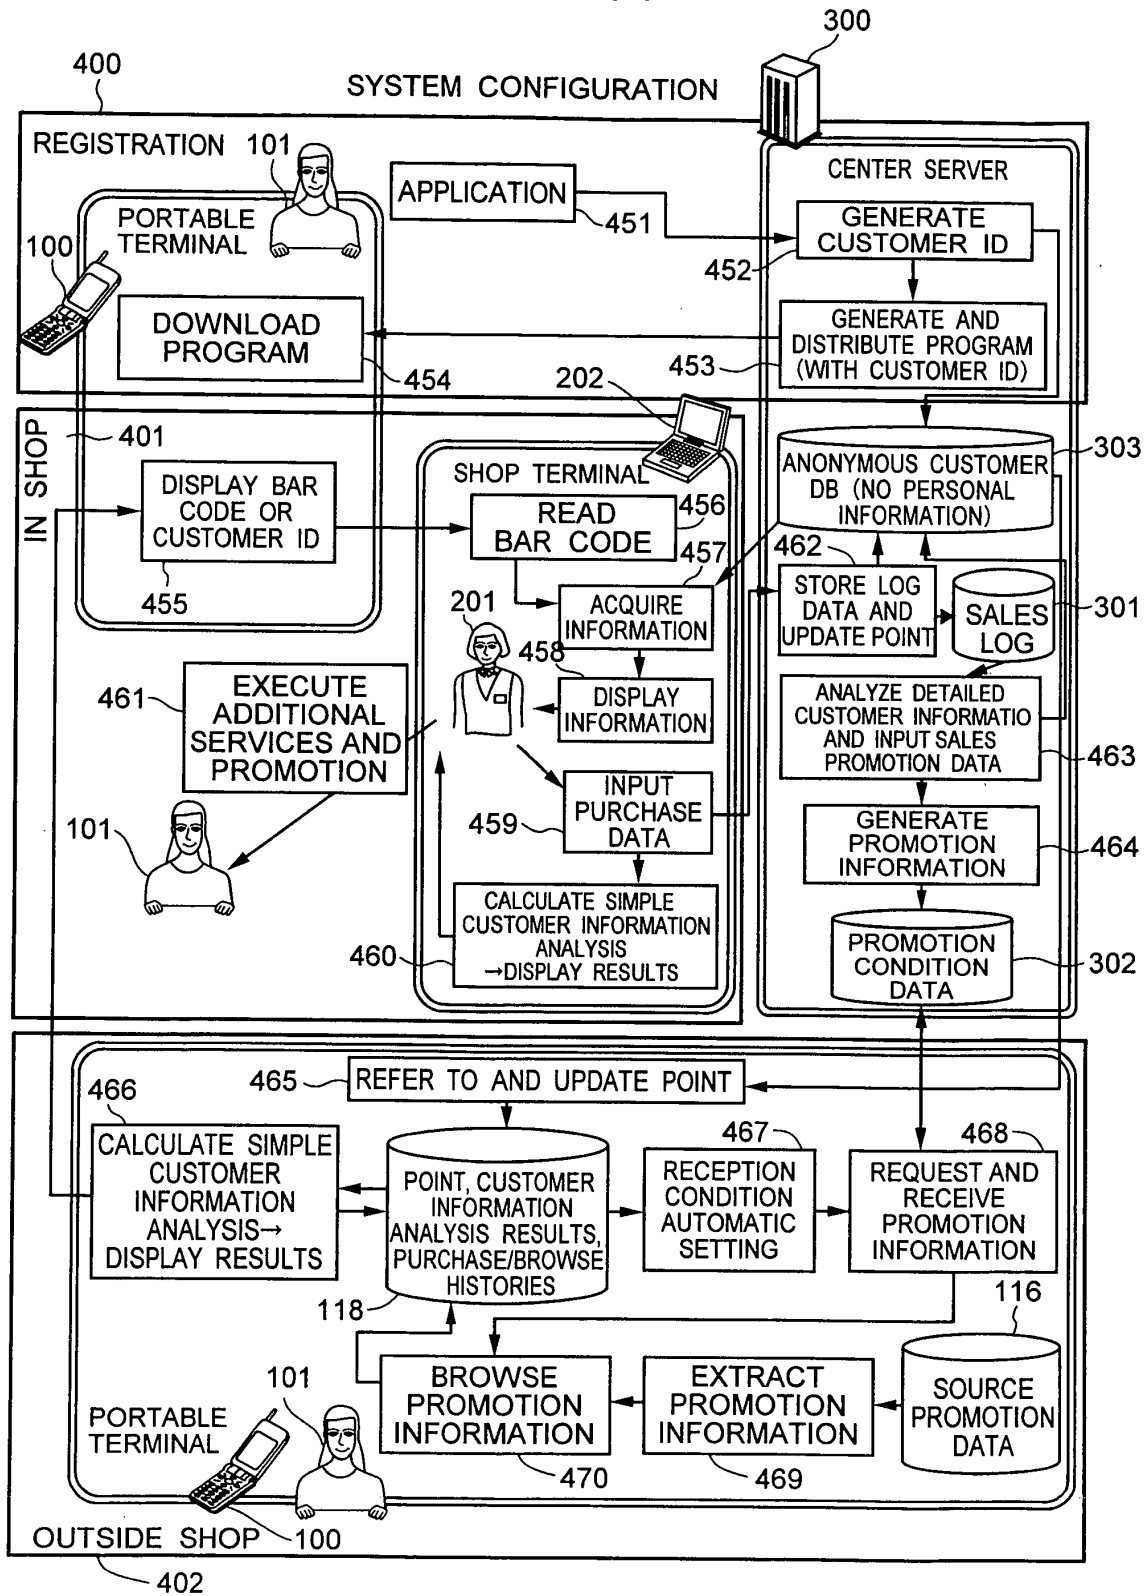 300
400
SYSTEM CONFIGURATION
REGISTRATION
101
PORTABLE
TERMINAL
100
APPLICATION
451
CENTER SERVER
GENERATE
CUSTOMER ID
452
DOWNLOAD
PROGRAM
454
GENERATE AND
DISTRIBUTE PROGRAM
(WITH CUSTOMER ID)
453
202
IN SHOP
401
DISPLAY BAR
CODE OR
CUSTOMER ID
455
SHOP TERMINAL
READ
BAR CODE
456
457
ACQUIRE
INFORMATION
201
458
DISPLAY
INFORMATION
461
EXECUTE
ADDITIONAL
SERVICES AND
PROMOTION
101
INPUT
PURCHASE
DATA
459
CALCULATE SIMPLE
CUSTOMER INFORMATION
ANALYSIS
→DISPLAY RESULTS
460
ANONYMOUS CUSTOMER
DB (NO PERSONAL
INFORMATION)
303
462
STORE LOG
DATA AND
UPDATE POINT
SALES
LOG
301
ANALYZE DETAILED
CUSTOMER INFORMATIO
AND INPUT SALES
PROMOTION DATA
463
GENERATE
PROMOTION
INFORMATION
464
PROMOTION
CONDITION
DATA
302
465
REFER TO AND UPDATE POINT
466
CALCULATE SIMPLE
CUSTOMER
INFORMATION
ANALYSIS→
DISPLAY RESULTS
POINT, CUSTOMER
INFORMATION
ANALYSIS RESULTS,
PURCHASE/BROWSE
HISTORIES
118
467
RECEPTION
CONDITION
AUTOMATIC
SETTING
468
REQUEST AND
RECEIVE
PROMOTION
INFORMATION
116
BROWSE
PROMOTION
INFORMATION
470
EXTRACT
PROMOTION
INFORMATION
469
SOURCE
PROMOTION
DATA
PORTABLE
TERMINAL
101
100
OUTSIDE SHOP
402